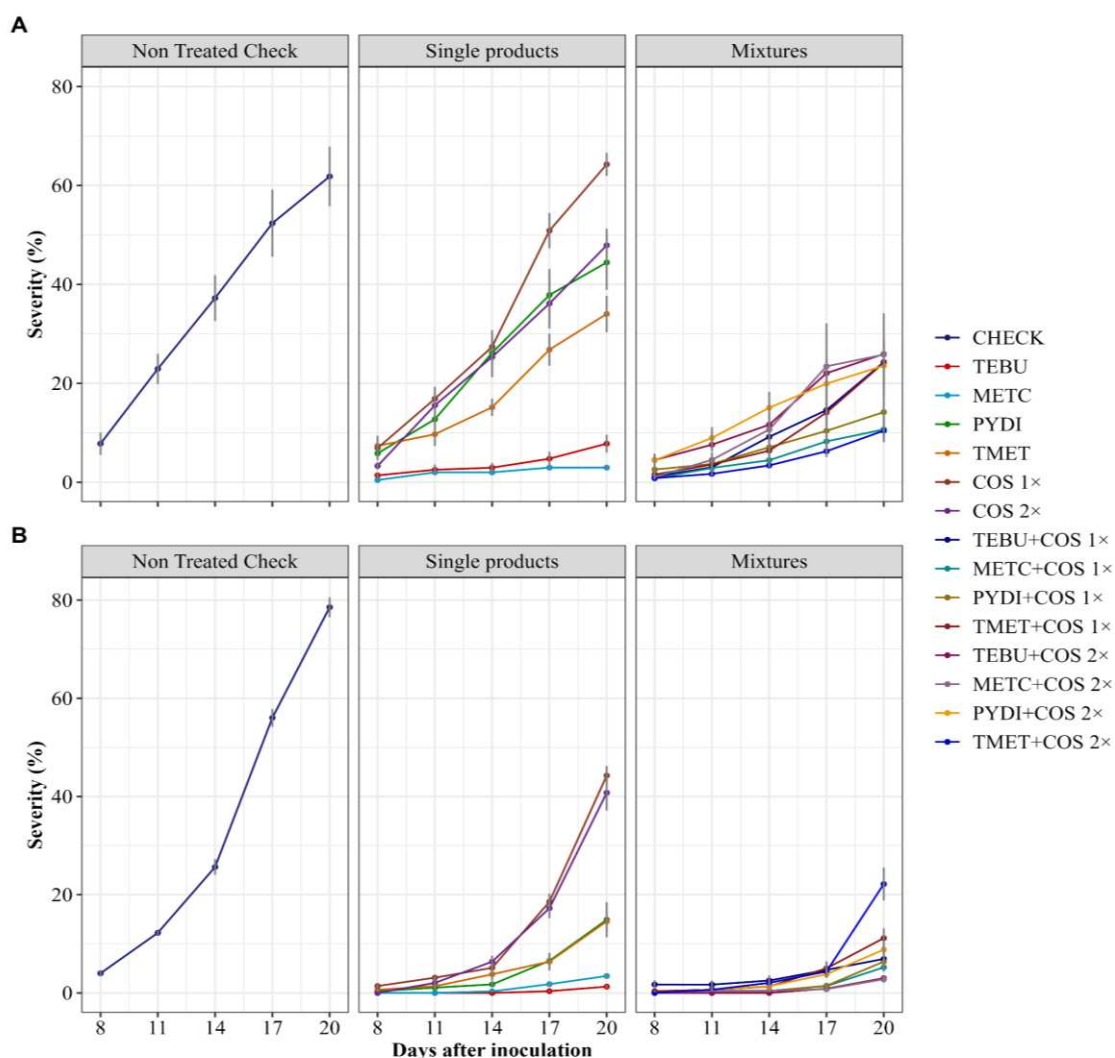 A
Non Treated Check Single products Mixtures
80
60
40
20
0
Severity (%)
B
Non Treated Check Single products Mixtures
80
60
40
20
0
Severity (%)
8 11 14 17 20 8 11 14 17 20 8 11 14 17 20
Days after inoculation
CHECK
TEBU
METC
PYDI
TMET
COS 1×
COS 2×
TEBU+COS 1×
METC+COS 1×
PYDI+COS 1×
TMET+COS 1×
TEBU+COS 2×
METC+COS 2×
PYDI+COS 2×
TMET+COS 2×